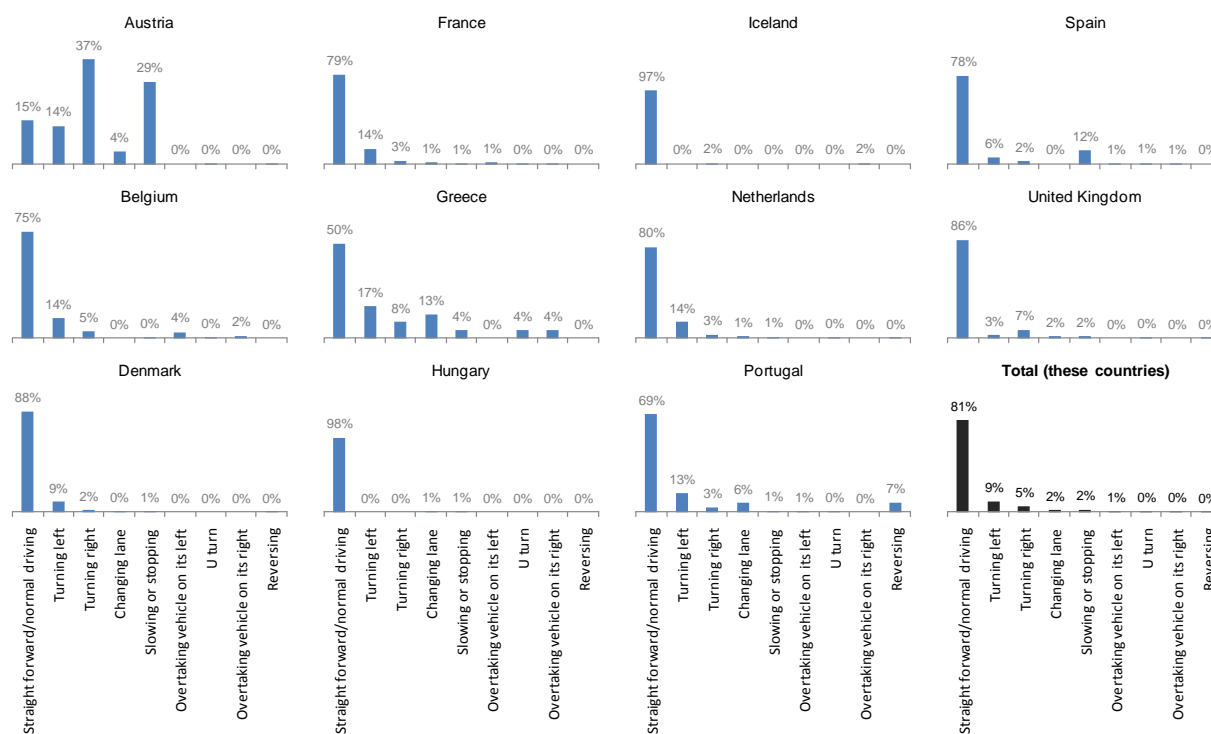 Austria
37%
29%
15%
14%
4%
0% 0% 0% 0%
France
79%
14%
3% 1% 1% 1% 0% 0% 0%
Iceland
97%
0% 2% 0% 0% 0% 0% 2% 0%
Spain
78%
6% 2% 0% 12% 1% 1% 1% 0%
Belgium
75%
14%
5% 0% 0% 4% 0% 2% 0%
Greece
50%
17%
8% 13% 4% 0% 4% 4% 0%
Netherlands
80%
14%
3% 1% 1% 0% 0% 0% 0%
United Kingdom
86%
3% 7% 2% 2% 0% 0% 0% 0%
Denmark
88%
9% 2% 0% 1% 0% 0% 0% 0%
Hungary
98%
0% 0% 1% 1% 0% 0% 0% 0%
Portugal
69%
13%
3% 6% 1% 1% 0% 0% 7%
Total (these countries)
81%
9% 5% 2% 2% 1% 0% 0% 0%
Straight forward/normal driving
Turning left
Turning right
Changing lane
Slowing or stopping
Overtaking vehicle on its left
U turn
Overtaking vehicle on its right
Reversing
Straight forward/normal driving
Turning left
Turning right
Changing lane
Slowing or stopping
Overtaking vehicle on its left
U turn
Overtaking vehicle on its right
Reversing
Straight forward/normal driving
Turning left
Turning right
Changing lane
Slowing or stopping
Overtaking vehicle on its left
U turn
Overtaking vehicle on its right
Reversing
Straight forward/normal driving
Turning left
Turning right
Changing lane
Slowing or stopping
Overtaking vehicle on its left
U turn
Overtaking vehicle on its right
Reversing